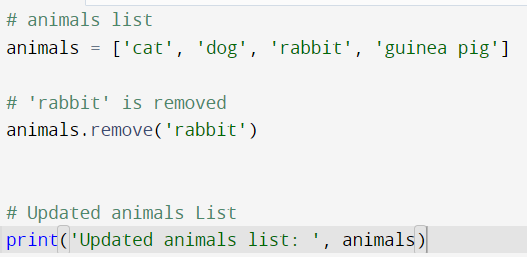 # animals list
animals = ['cat', 'dog', 'rabbit', 'guinea pig']
# 'rabbit' is removed
animals.remove('rabbit')
# Updated animals List
print('Updated animals list: ', animals)